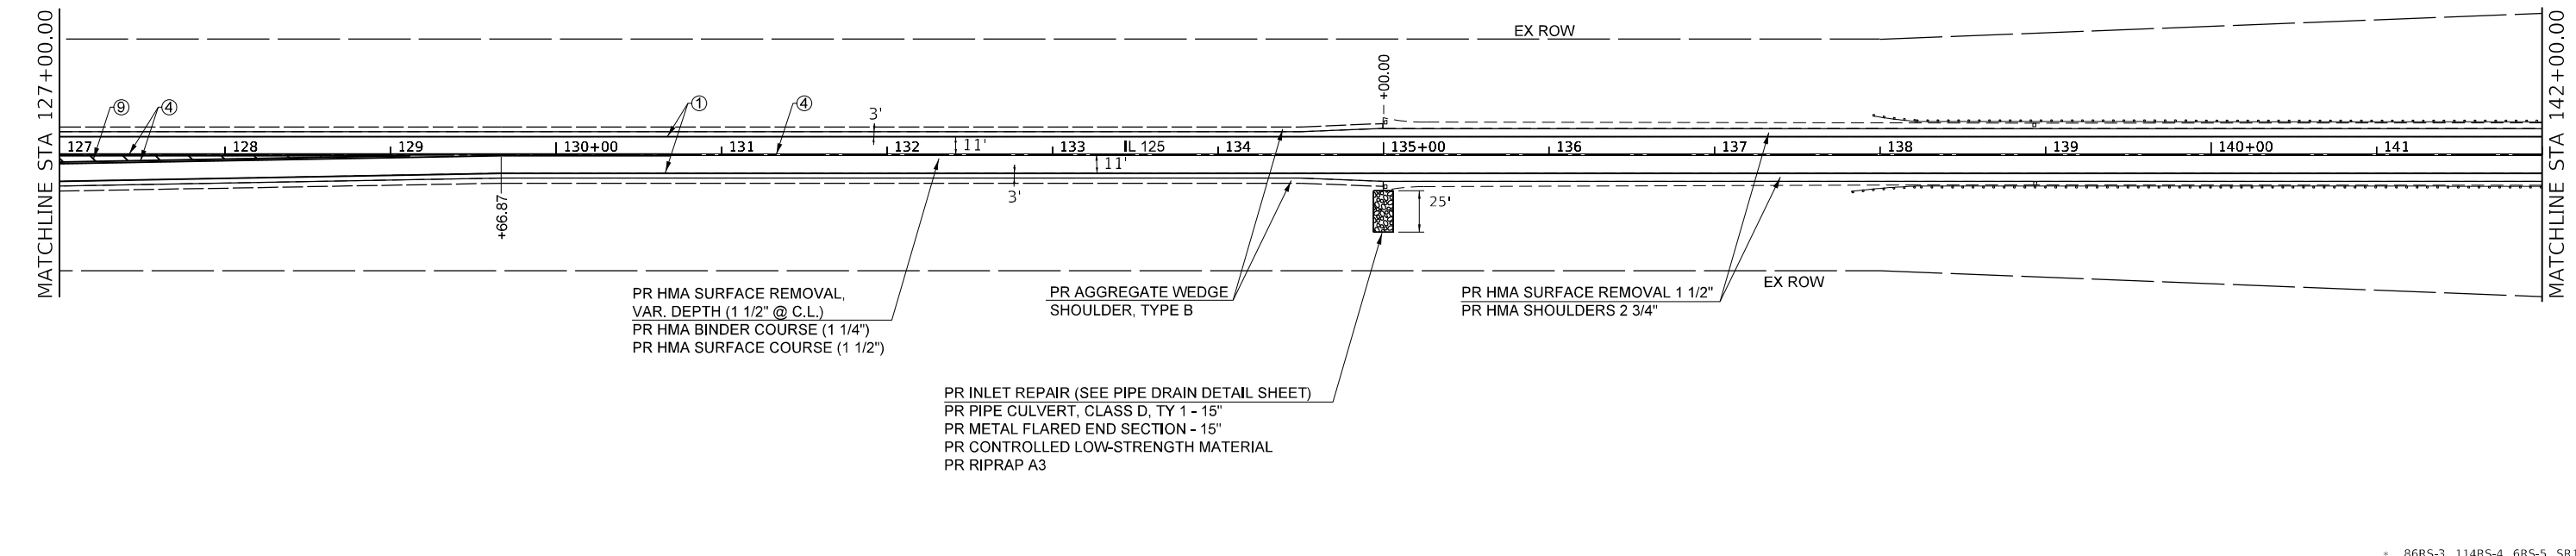 MATCHLINE STA 127+00.00
EX ROW
+00.00
MATCHLINE STA 142+00.00
9
4
1
4
3'
127
128
129
130+00
131
132
11'
133
IL 125
134
135+00
136
137
138
139
140+00
141
11'
3'
+66.87
25'
EX ROW
PR HMA SURFACE REMOVAL,
VAR. DEPTH (1 1/2" @ C.L.)
PR HMA BINDER COURSE (1 1/4")
PR HMA SURFACE COURSE (1 1/2")
PR AGGREGATE WEDGE
SHOULDER, TYPE B
PR HMA SURFACE REMOVAL 1 1/2"
PR HMA SHOULDERS 2 3/4"
PR INLET REPAIR (SEE PIPE DRAIN DETAIL SHEET)
PR PIPE CULVERT, CLASS D, TY 1 - 15"
PR METAL FLARED END SECTION - 15"
PR CONTROLLED LOW-STRENGTH MATERIAL
PR RIPRAP A3
* 86RS-3, 114RS-4, 6RS-5,